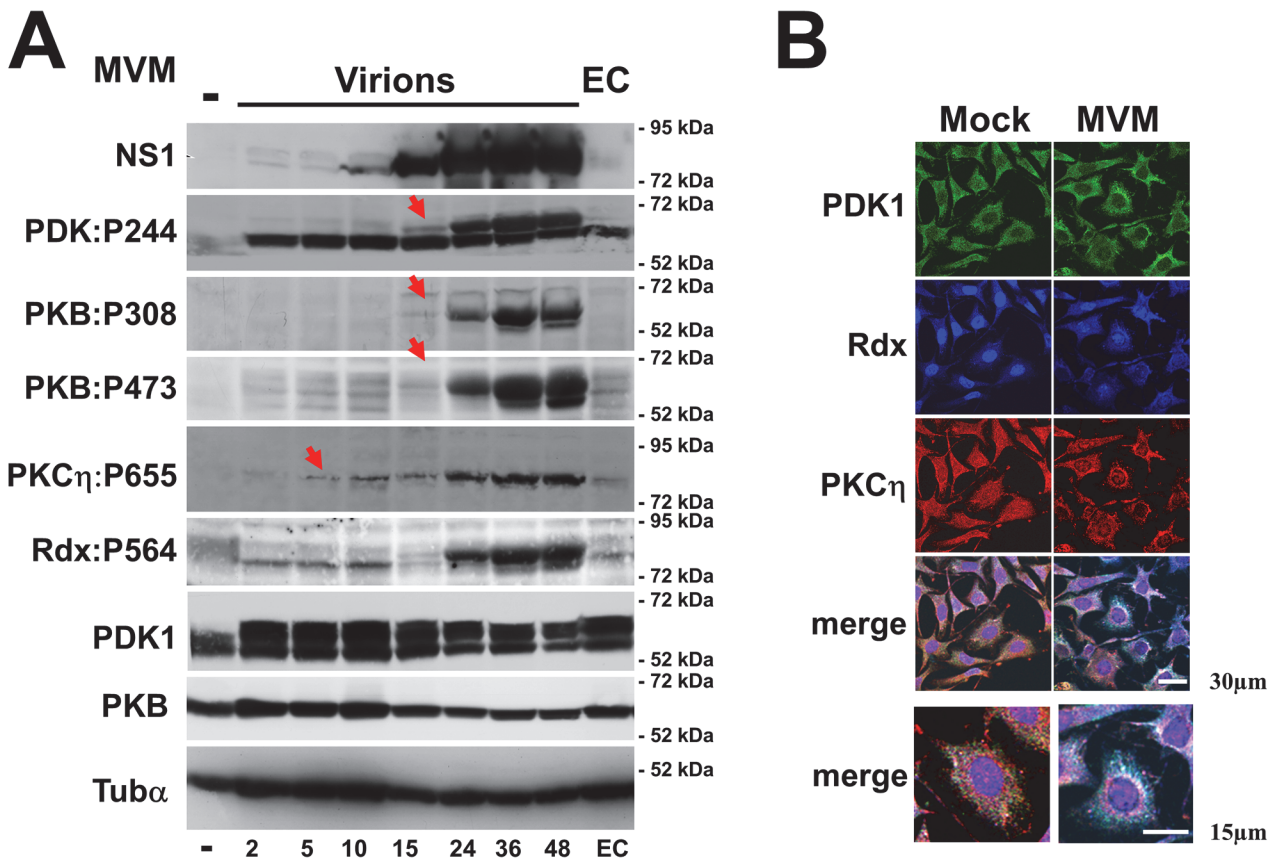 A
MVM
-
Virions
EC
NS1
- 95 kDa
- 72 kDa
PDK:P244
- 72 kDa
- 52 kDa
PKB:P308
- 72 kDa
- 52 kDa
PKB:P473
- 72 kDa
- 52 kDa
PKCη:P655
- 95 kDa
- 72 kDa
Rdx:P564
- 95 kDa
- 72 kDa
PDK1
- 72 kDa
- 52 kDa
PKB
- 72 kDa
- 52 kDa
Tubα
- 52 kDa
- 2 5 10 15 24 36 48 EC
B
Mock MVM
PDK1
Rdx
PKCη
merge
30µm
merge
15µm